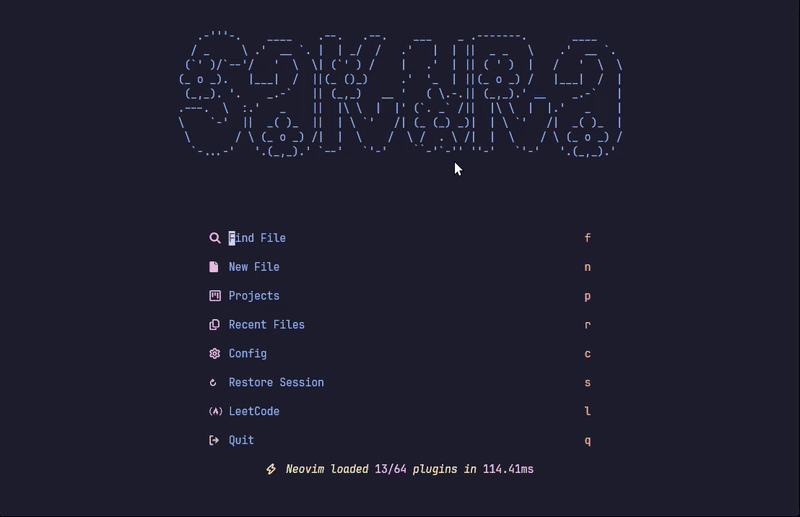 Sakura
Find File f
New File n
Projects p
Recent Files r
Config c
Restore Session s
LeetCode l
Quit q
Neovim loaded 13/64 plugins in 114.41ms